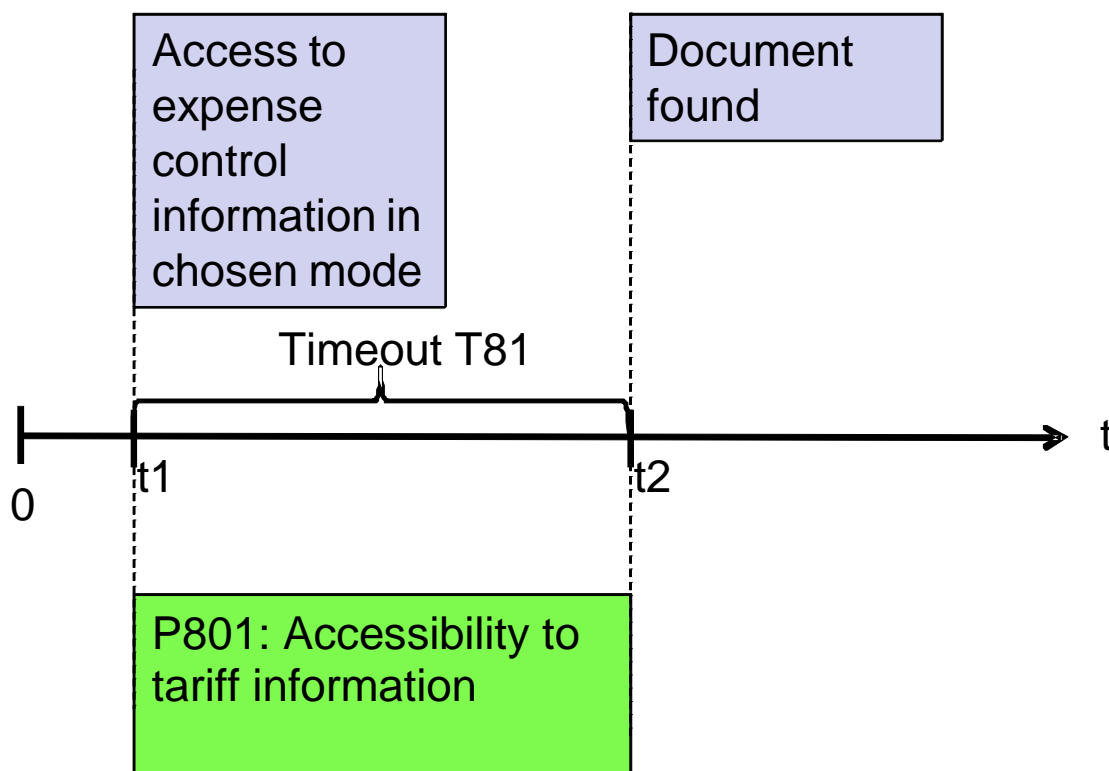 Access to
expense
control
information in
chosen mode
Document
found
Timeout T81
t
t1
t2
0
P801: Accessibility to
tariff information